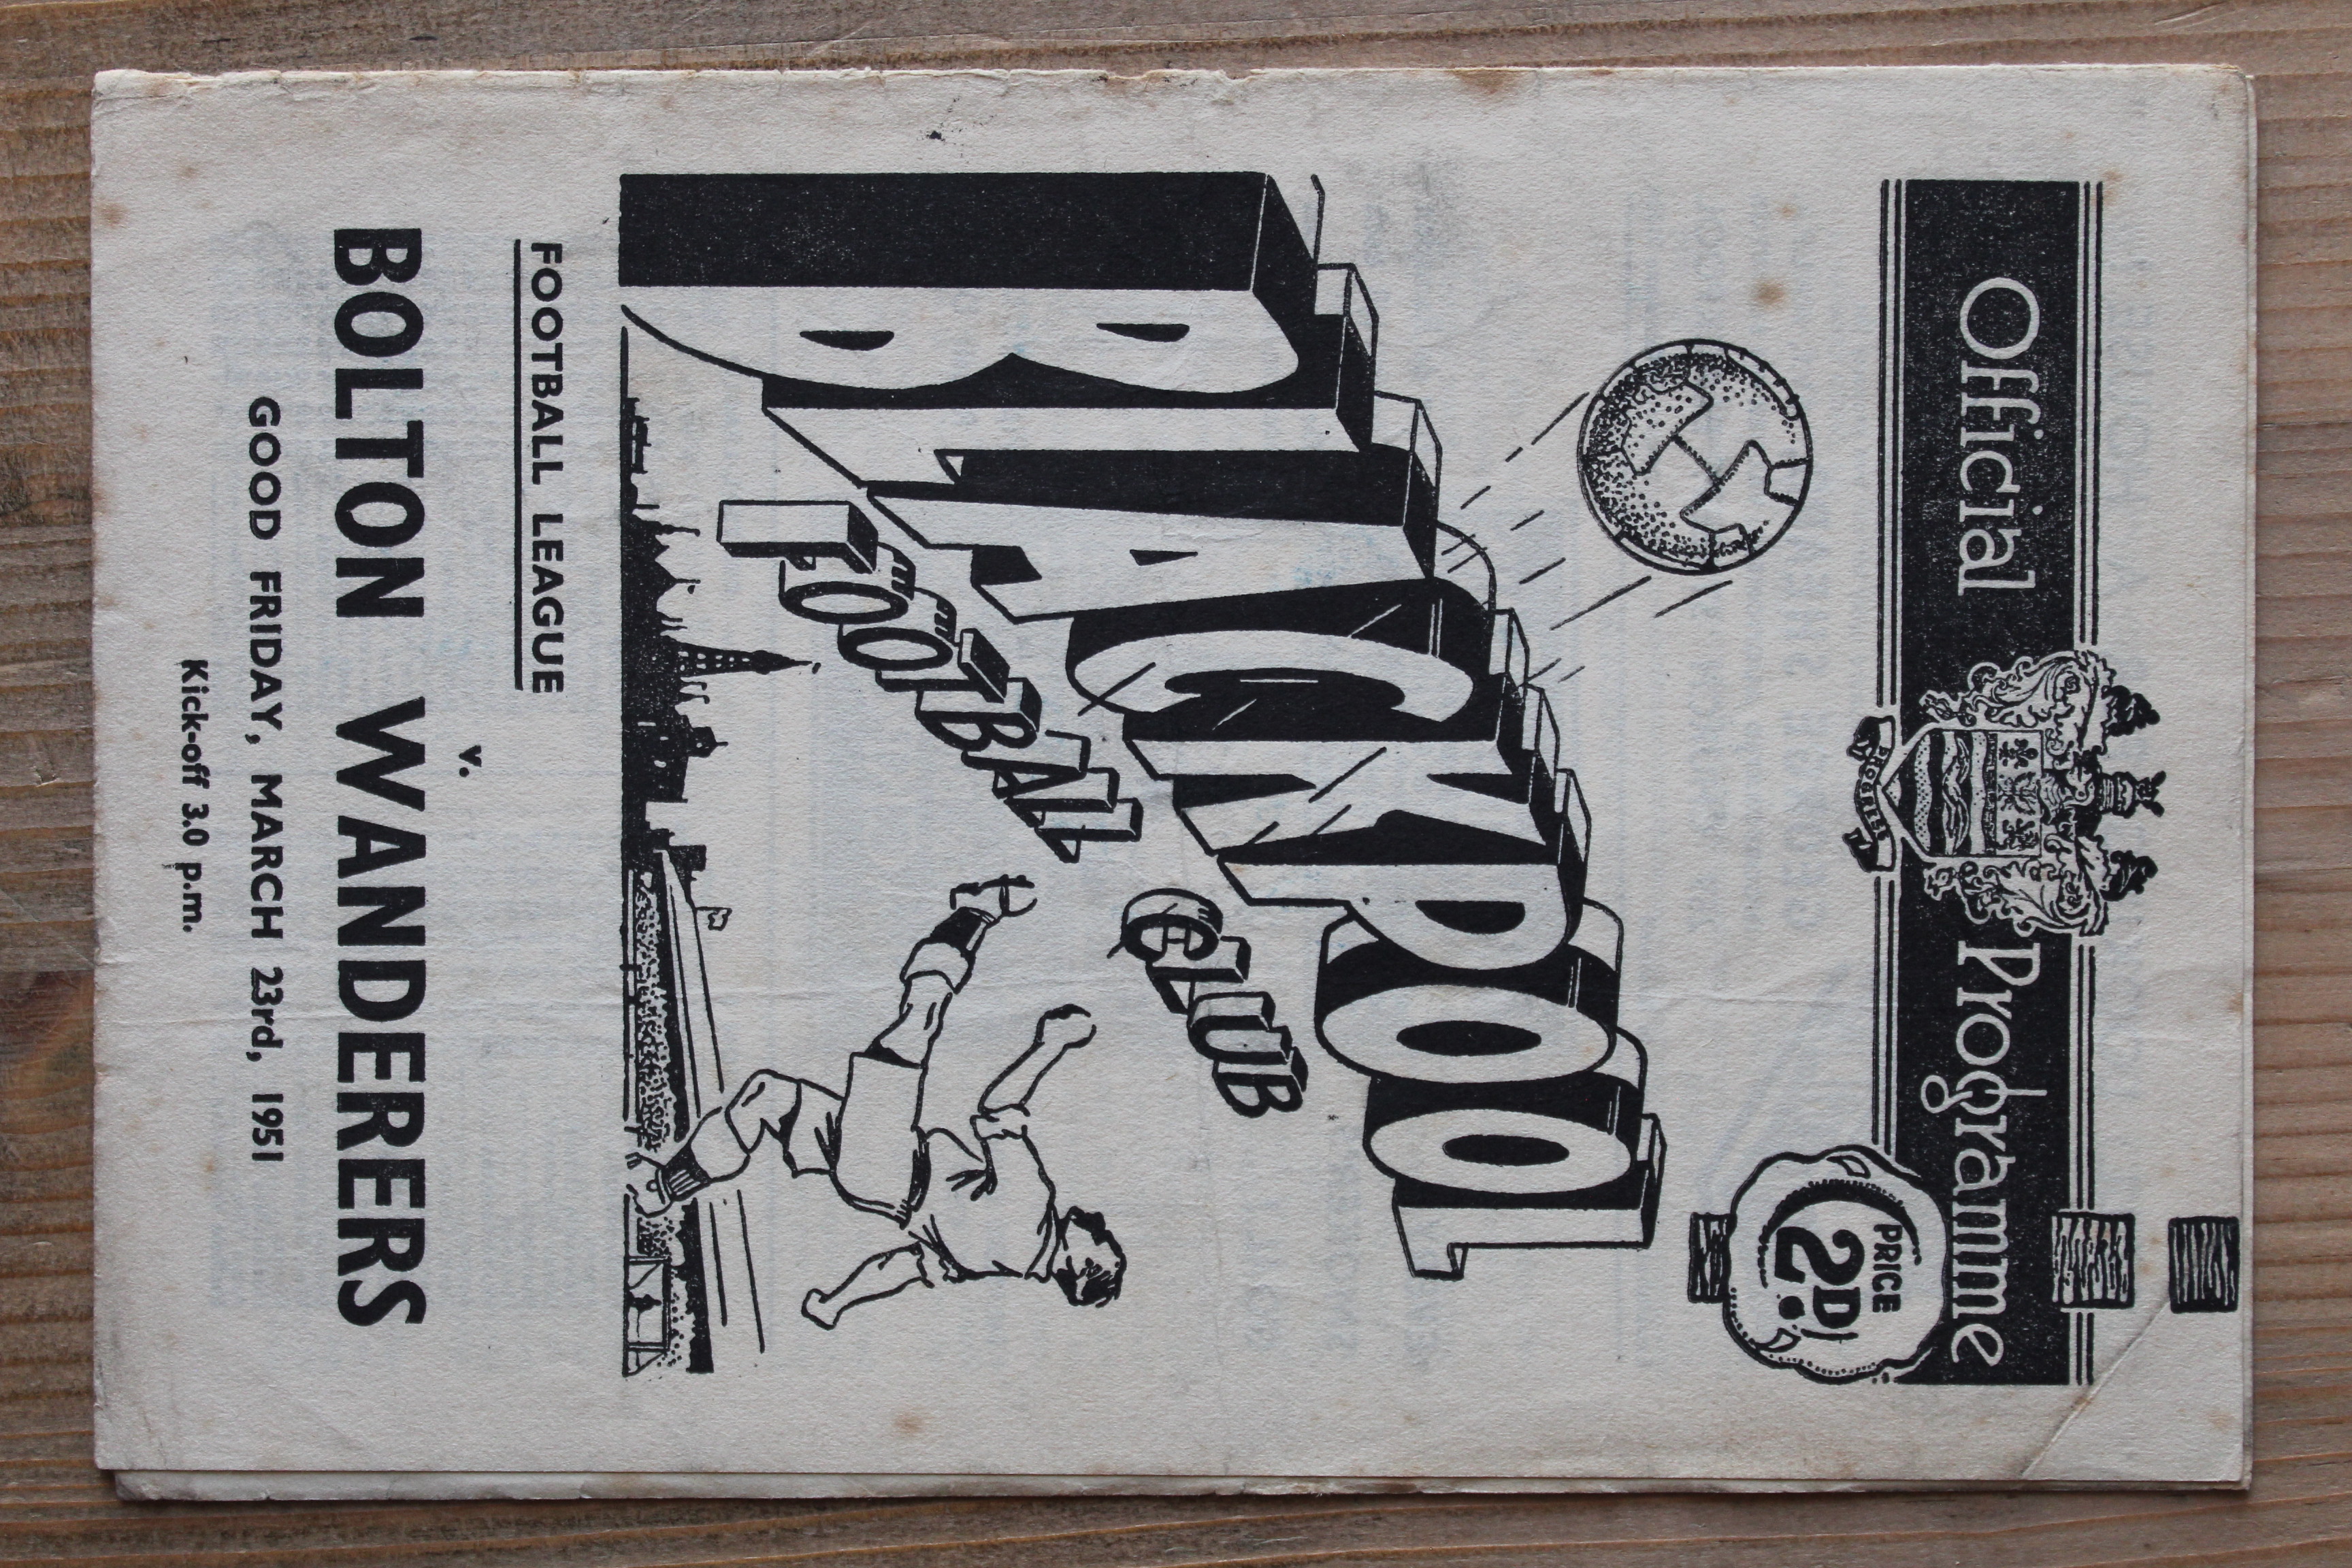 Official Programme
PROGRESS
PRICE
2D.
BLACKPOOL
FOOTBALL CLUB
FOOTBALL LEAGUE
v.
BOLTON WANDERERS
GOOD FRIDAY, MARCH 23rd, 1951
Kick-off 3.0 p.m.